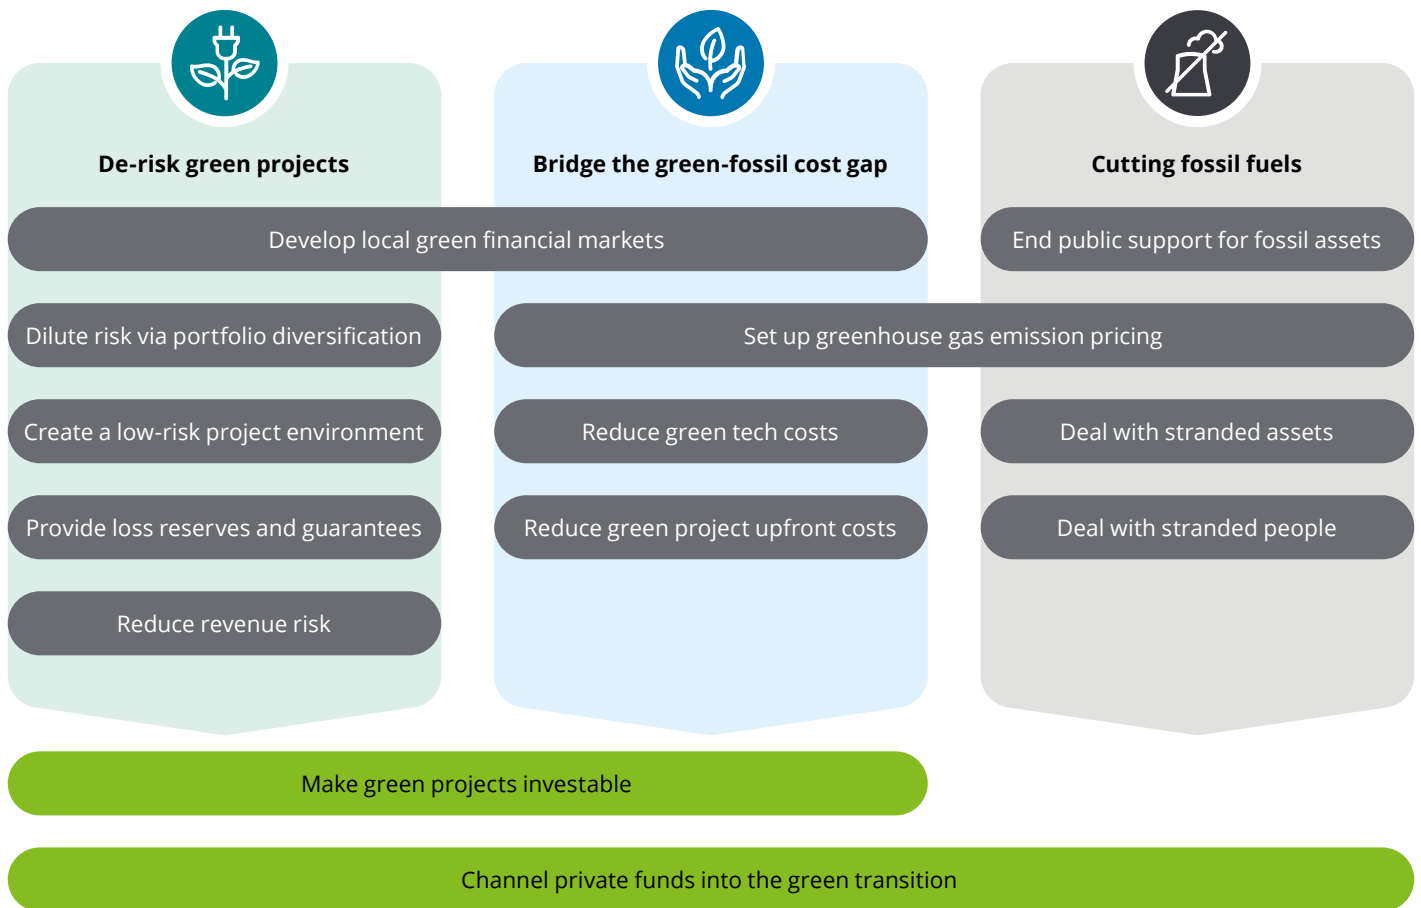 De-risk green projects
Bridge the green-fossil cost gap
Cutting fossil fuels
Develop local green financial markets
End public support for fossil assets
Dilute risk via portfolio diversification
Set up greenhouse gas emission pricing
Create a low-risk project environment
Reduce green tech costs
Deal with stranded assets
Provide loss reserves and guarantees
Reduce green project upfront costs
Deal with stranded people
Reduce revenue risk
Make green projects investable
Channel private funds into the green transition